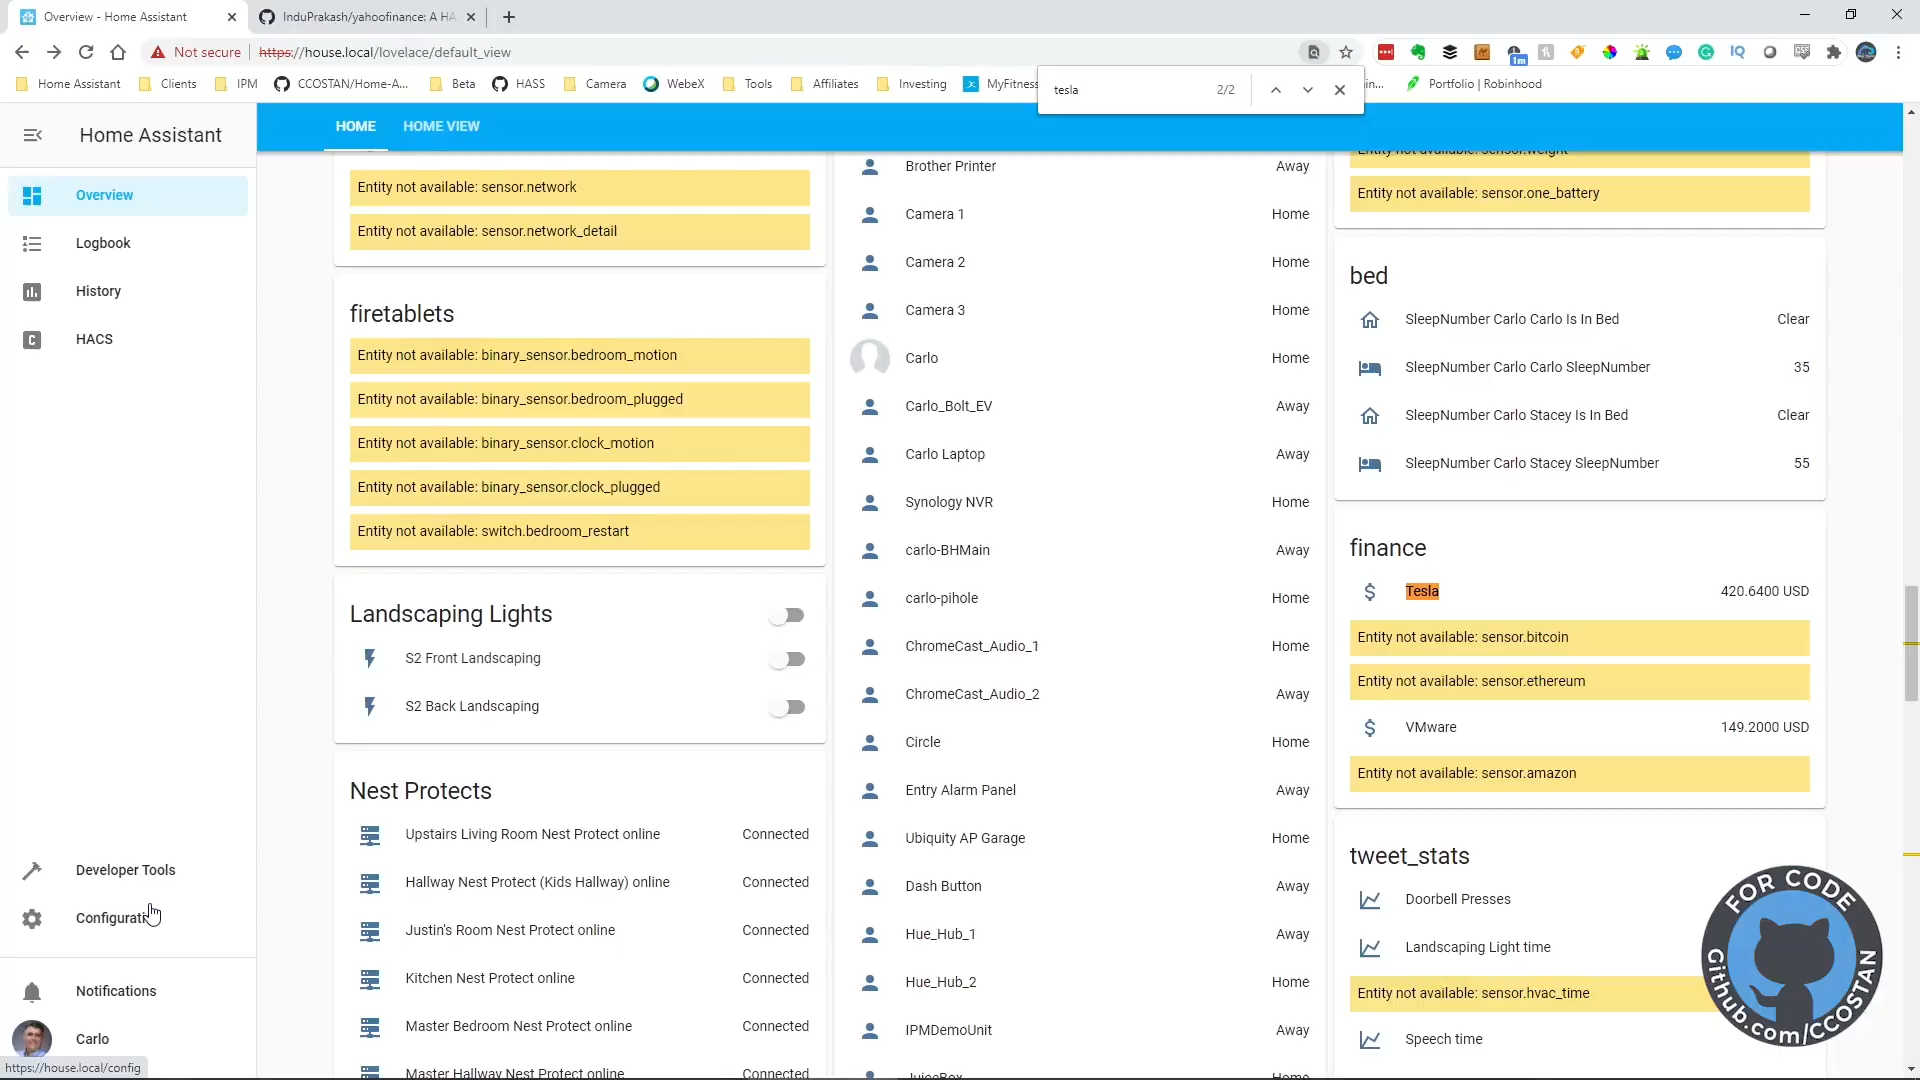 Overview - Home Assistant
InduPrakash/yahoofinance: A HA
Not secure
https://house.local/lovelace/default_view
1m
IQ
Home Assistant
Clients
IPM
CCOSTAN/Home-A...
Beta
HASS
Camera
WebeX
Tools
Affiliates
Investing
MyFitness
in...
Portfolio | Robinhood
tesla
2/2
Home Assistant
HOME
HOME VIEW
Overview
Logbook
History
HACS
Developer Tools
Configurati
Notifications
Carlo
https://house.local/config
Entity not available: sensor.network
Entity not available: sensor.network_detail
firetablets
Entity not available: binary_sensor.bedroom_motion
Entity not available: binary_sensor.bedroom_plugged
Entity not available: binary_sensor.clock_motion
Entity not available: binary_sensor.clock_plugged
Entity not available: switch.bedroom_restart
Landscaping Lights
S2 Front Landscaping
S2 Back Landscaping
Nest Protects
Upstairs Living Room Nest Protect online Connected
Hallway Nest Protect (Kids Hallway) online Connected
Justin's Room Nest Protect online Connected
Kitchen Nest Protect online Connected
Master Bedroom Nest Protect online Connected
Master Hallway Nest Protect online Connected
Brother Printer Away
Camera 1 Home
Camera 2 Home
Camera 3 Home
Carlo Home
Carlo_Bolt_EV Away
Carlo Laptop Away
Synology NVR Home
carlo-BHMain Away
carlo-pihole Home
ChromeCast_Audio_1 Home
ChromeCast_Audio_2 Away
Circle Home
Entry Alarm Panel Away
Ubiquity AP Garage Home
Dash Button Away
Hue_Hub_1 Away
Hue_Hub_2 Home
IPMDemoUnit Away
JuiceBox Home
Entity not available: sensor.weight
Entity not available: sensor.one_battery
bed
SleepNumber Carlo Carlo Is In Bed Clear
SleepNumber Carlo Carlo SleepNumber 35
SleepNumber Carlo Stacey Is In Bed Clear
SleepNumber Carlo Stacey SleepNumber 55
finance
Tesla 420.6400 USD
Entity not available: sensor.bitcoin
Entity not available: sensor.ethereum
VMware 149.2000 USD
Entity not available: sensor.amazon
tweet_stats
Doorbell Presses
Landscaping Light time
Entity not available: sensor.hvac_time
Speech time
FOR CODE
Github.com/CCOSTAN